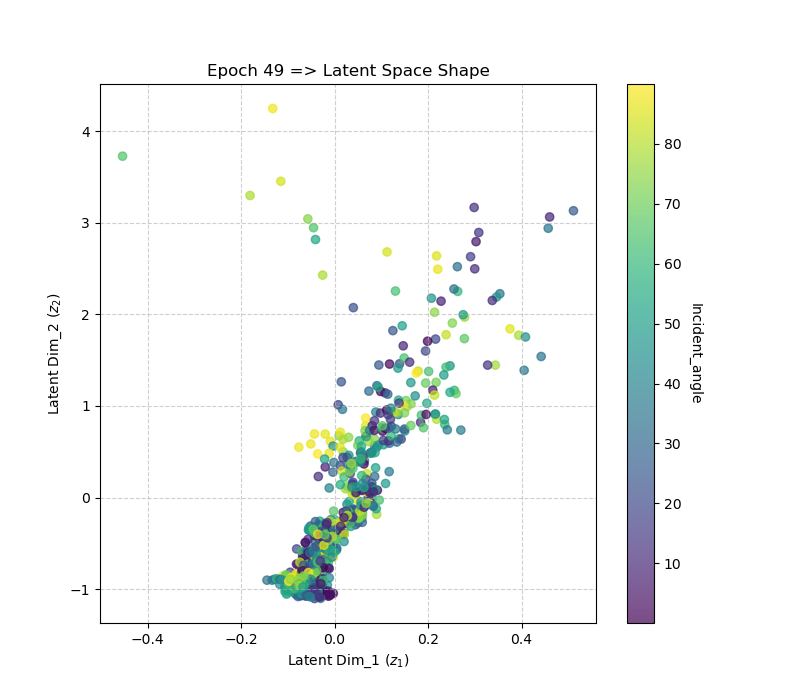 Epoch 49 => Latent Space Shape
4
3
2
1
0
−1
Latent Dim_2 (z₂)
−0.4 −0.2 0.0 0.2 0.4
Latent Dim_1 (z₁)
80
70
60
50
40
30
20
10
Incident_angle